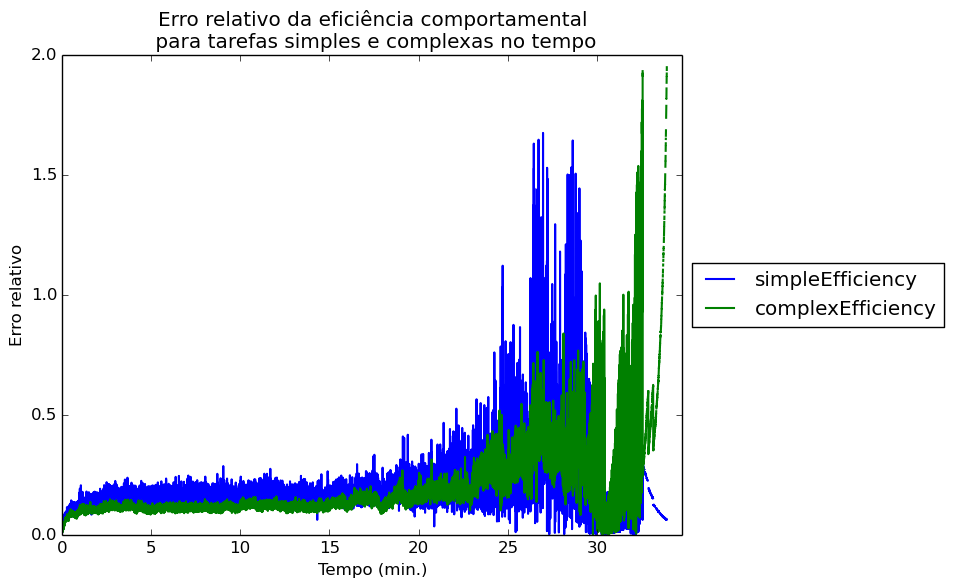 Erro relativo da eficiência comportamental
para tarefas simples e complexas no tempo
2.0
1.5
1.0
0.5
0.0
Erro relativo
0 5 10 15 20 25 30
Tempo (min.)
simpleEfficiency
complexEfficiency